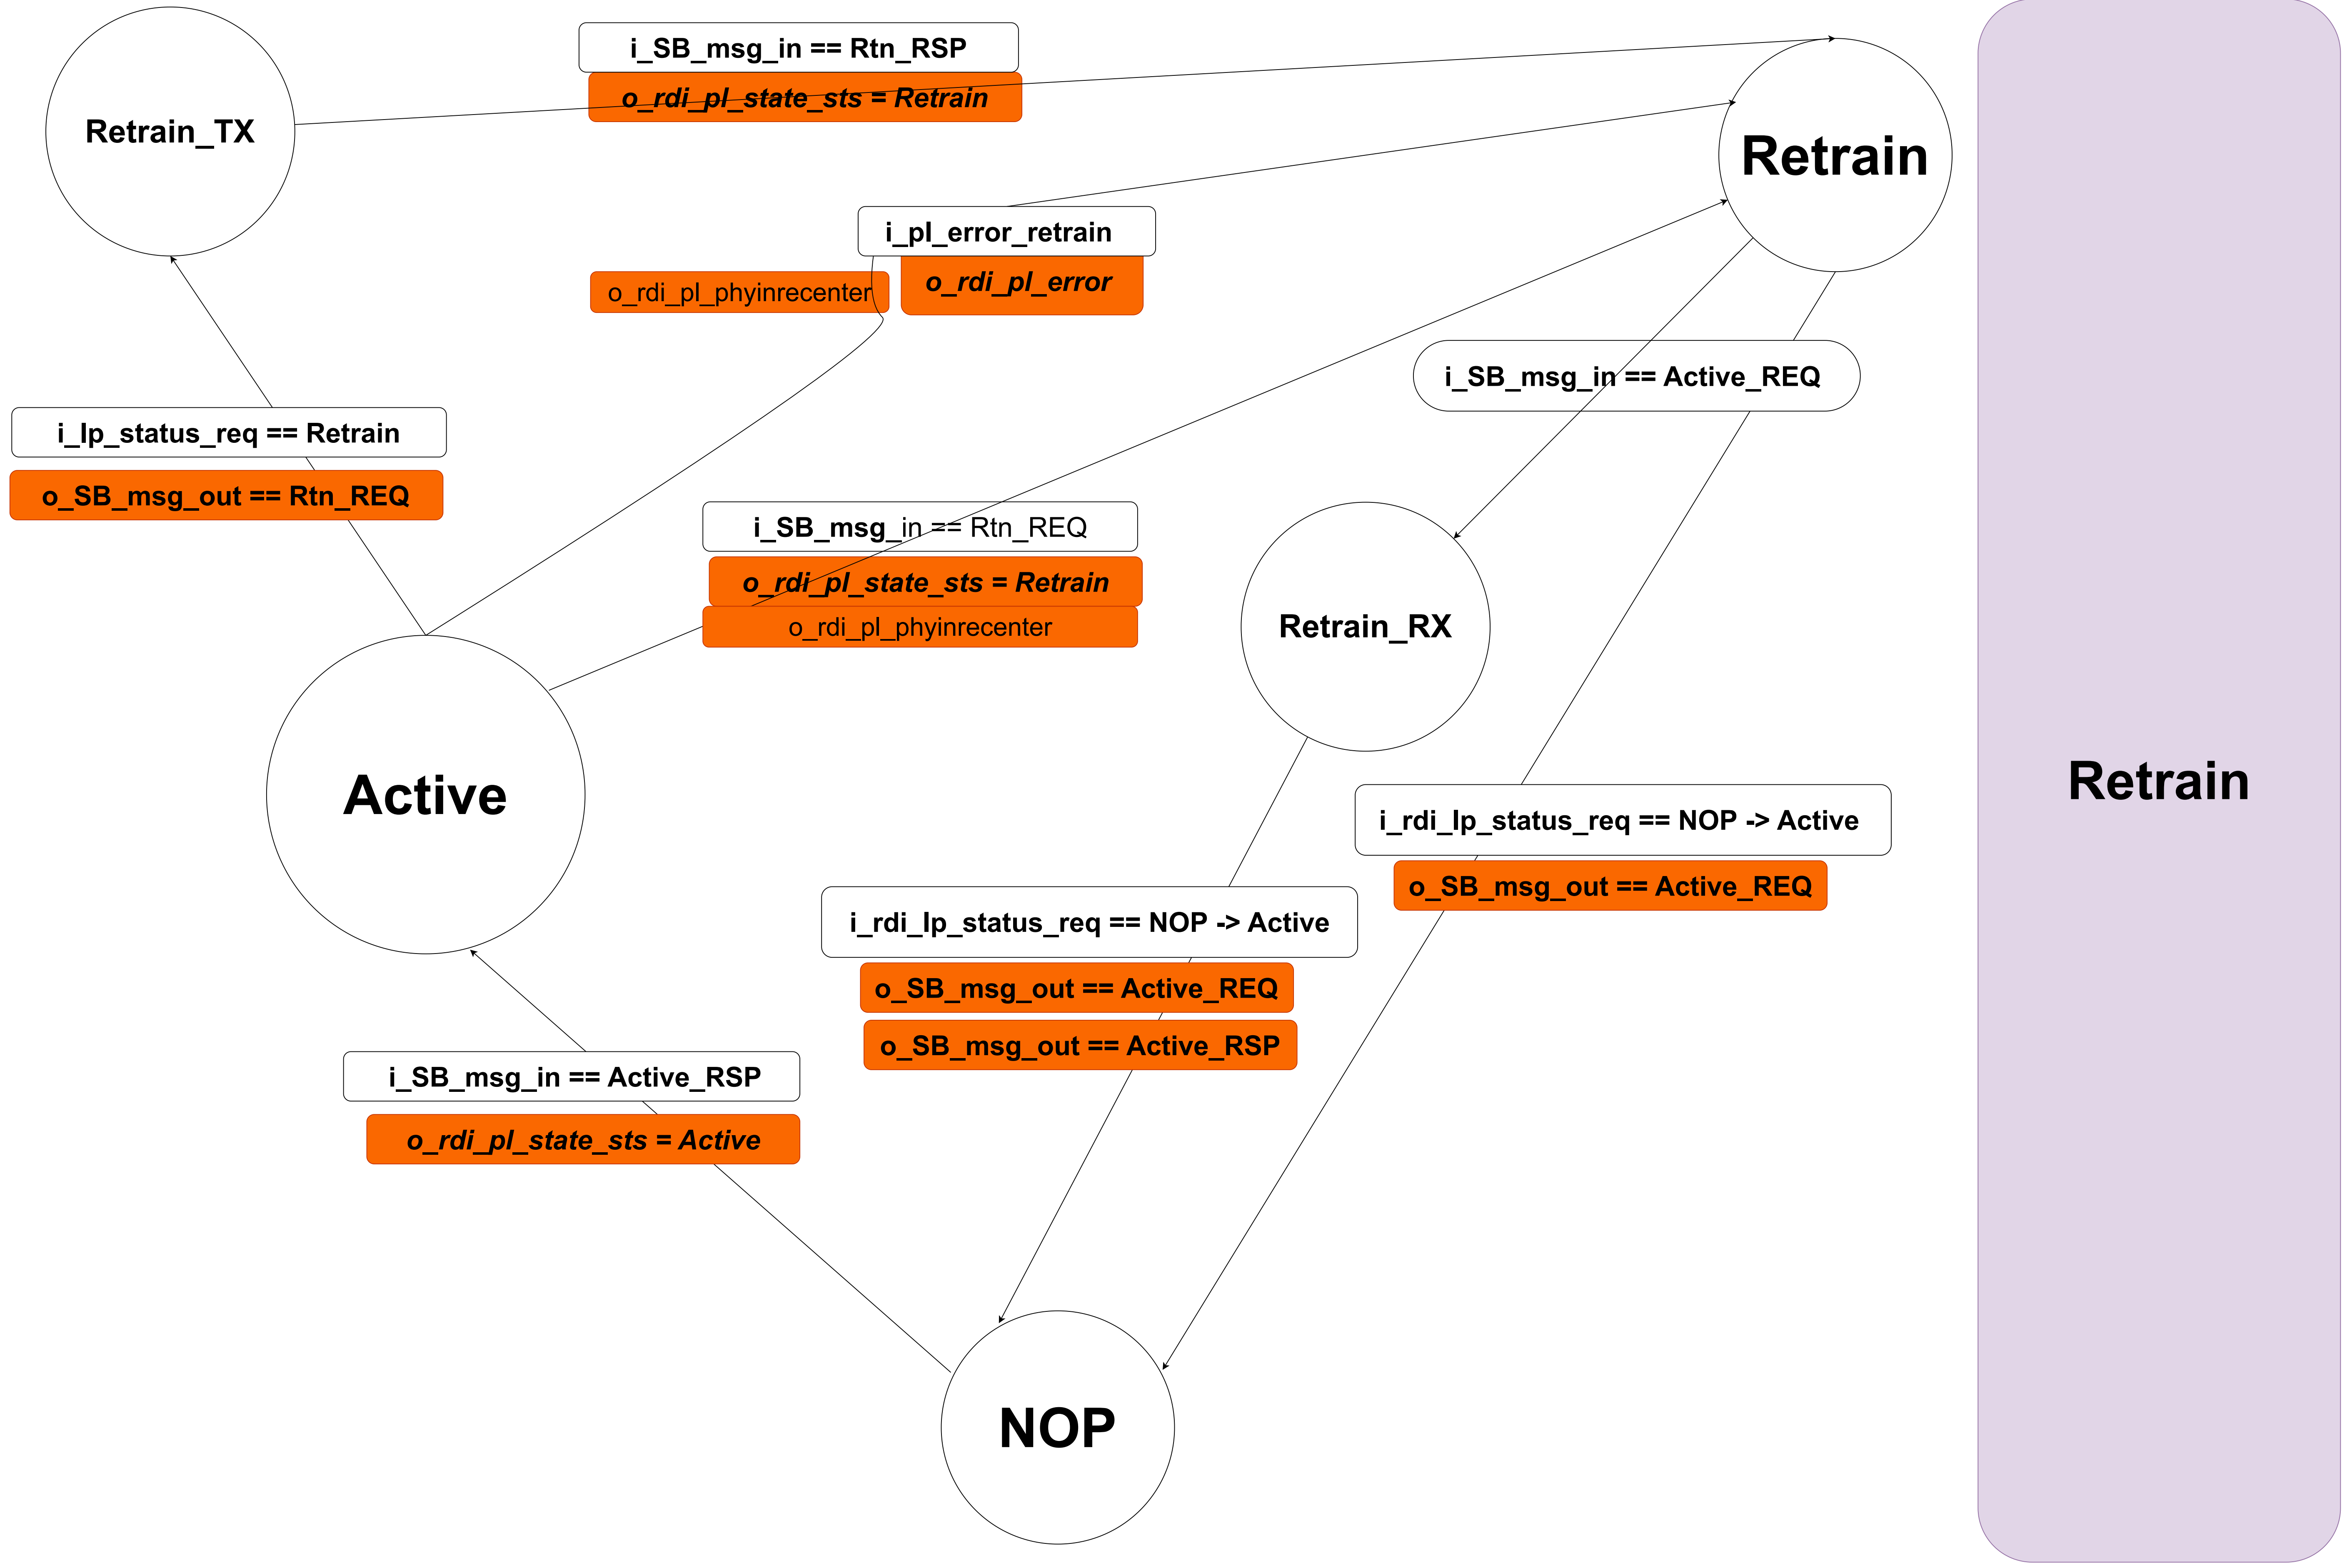 i_SB_msg_in == Rtn_RSP
o_rdi_pl_state_sts = Retrain
Retrain_TX
Retrain
i_pl_error_retrain
o_rdi_pl_phyinrecenter
o_rdi_pl_error
i_SB_msg_in == Active_REQ
i_lp_status_req == Retrain
o_SB_msg_out == Rtn_REQ
i_SB_msg_in == Rtn_REQ
o_rdi_pl_state_sts = Retrain
o_rdi_pl_phyinrecenter
Retrain_RX
Active
Retrain
i_rdi_lp_status_req == NOP -> Active
o_SB_msg_out == Active_REQ
i_rdi_lp_status_req == NOP -> Active
o_SB_msg_out == Active_REQ
o_SB_msg_out == Active_RSP
i_SB_msg_in == Active_RSP
o_rdi_pl_state_sts = Active
NOP